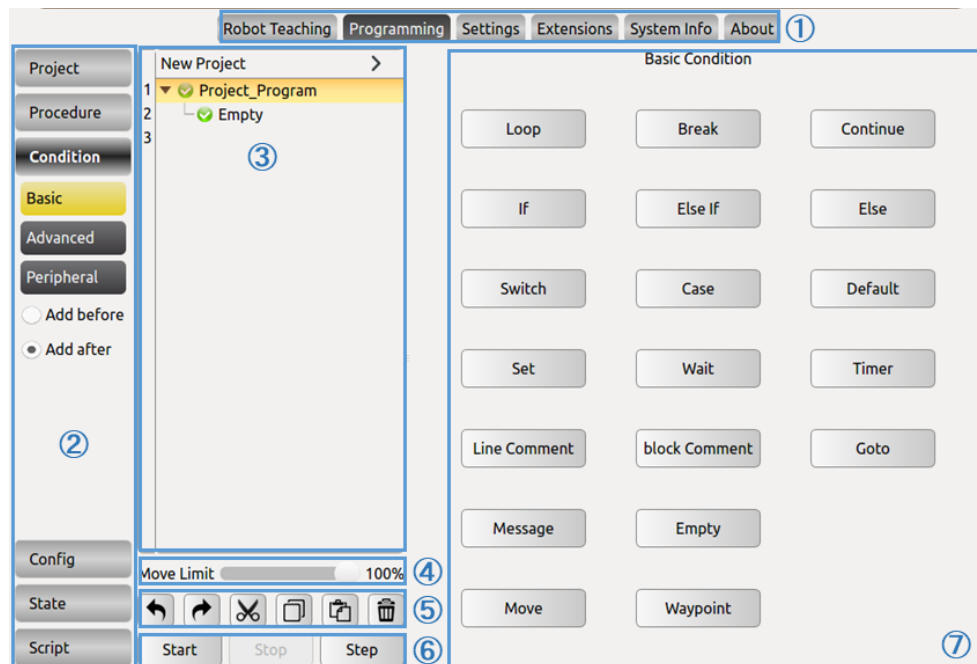 Robot Teaching Programming Settings Extensions System Info About ①
Project
Procedure
Condition
Basic
Advanced
Peripheral
Add before
Add after
②
Config
State
Script
New Project >
1 Project_Program
2 Empty
3
③
Move Limit 100% ④
⑤
Start Stop Step ⑥
Basic Condition
Loop Break Continue
If Else If Else
Switch Case Default
Set Wait Timer
Line Comment block Comment Goto
Message Empty
Move Waypoint
⑦